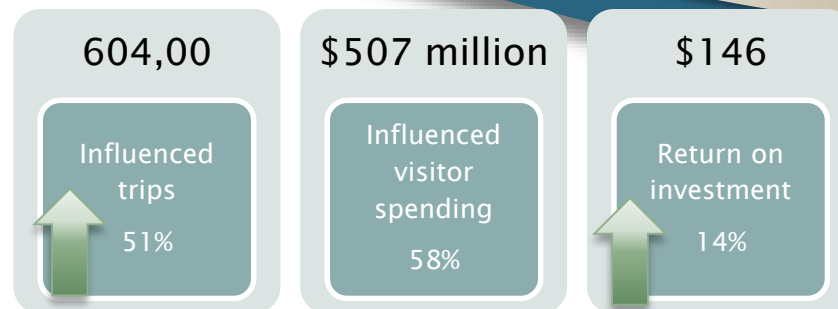 604,00
Influenced
trips
51%
$507 million
Influenced
visitor
spending
58%
$146
Return on
investment
14%